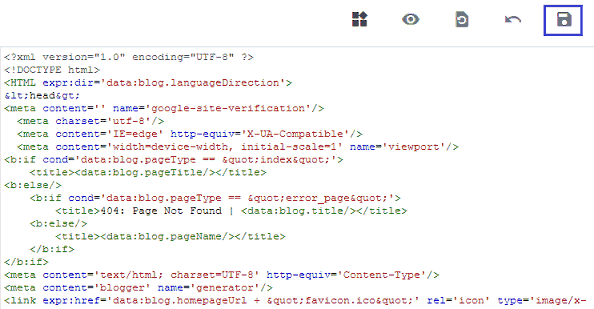 <?xml version="1.0" encoding="UTF-8" ?>
<!DOCTYPE html>
<HTML expr:dir='data:blog.languageDirection'>
&lt;head&gt;
<meta content='' name='google-site-verification'/>
<meta charset='utf-8'/>
<meta content='IE=edge' http-equiv='X-UA-Compatible'/>
<meta content='width=device-width, initial-scale=1' name='viewport'/>
<b:if cond='data:blog.pageType == &quot;index&quot;'>
<title><data:blog.pageTitle/></title>
<b:else/>
<b:if cond='data:blog.pageType == &quot;error_page&quot;'>
<title>404: Page Not Found | <data:blog.title/></title>
<b:else/>
<title><data:blog.pageName/></title>
</b:if>
</b:if>
<meta content='text/html; charset=UTF-8' http-equiv='Content-Type'/>
<meta content='blogger' name='generator'/>
<link expr:href='data:blog.homepageUrl + &quot;favicon.ico&quot;' rel='icon' type='image/x-